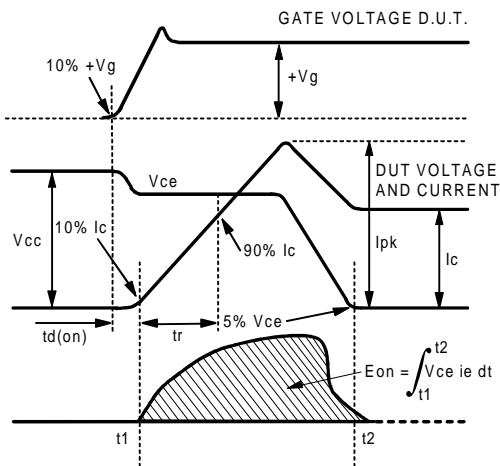 GATE VOLTAGE D.U.T.
10% +Vg
+Vg
DUT VOLTAGE
AND CURRENT
Vce
Vcc
10% Ic
90% Ic
Ipk
Ic
td(on)
tr
5% Vce
Eon = ∫ Vce ie dt
t2
t1
t1
t2